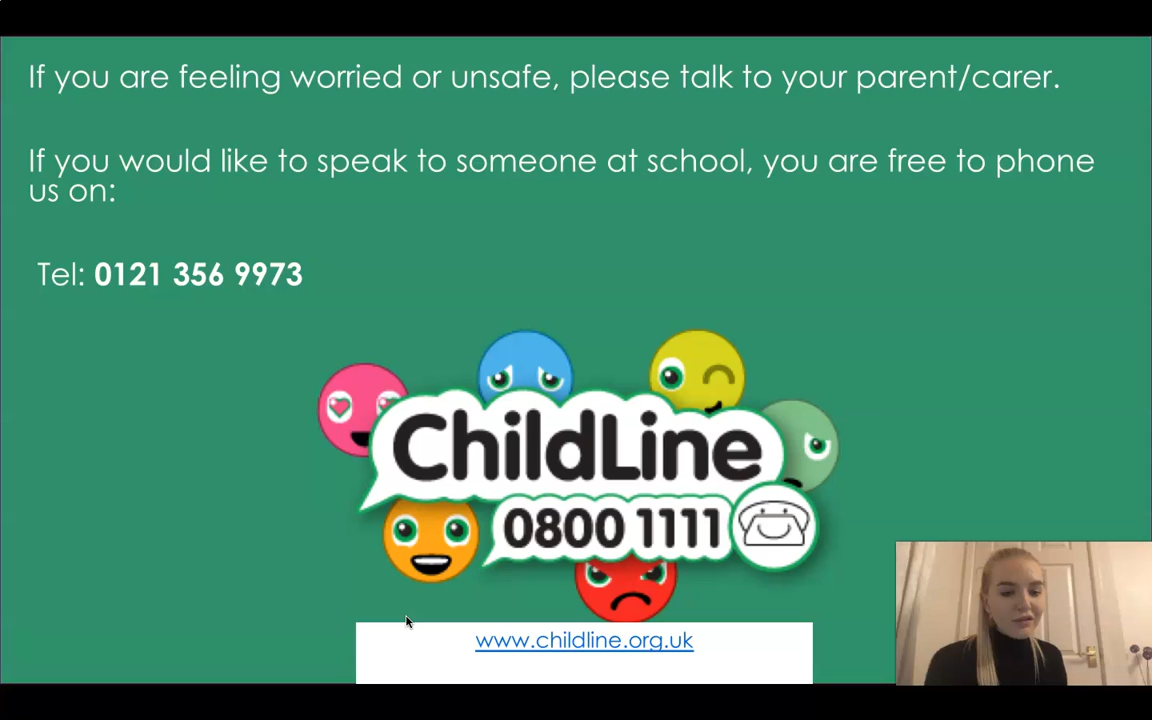 If you are feeling worried or unsafe, please talk to your parent/carer.
If you would like to speak to someone at school, you are free to phone
us on:
Tel: 0121 356 9973
ChildLine
0800 1111
www.childline.org.uk